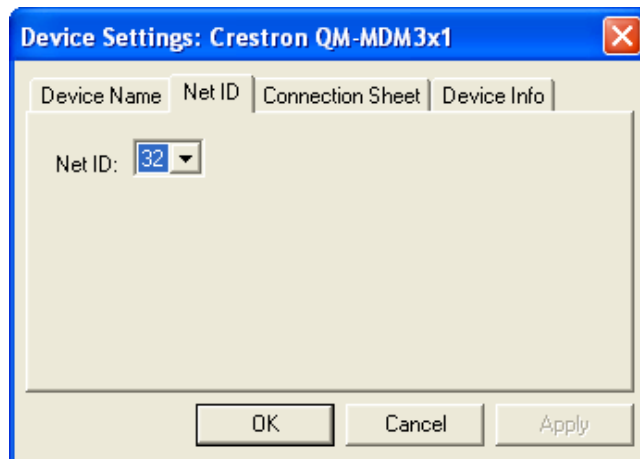 Device Settings: Crestron QM-MDM3x1
Device Name Net ID Connection Sheet Device Info
Net ID: 32
OK Cancel Apply